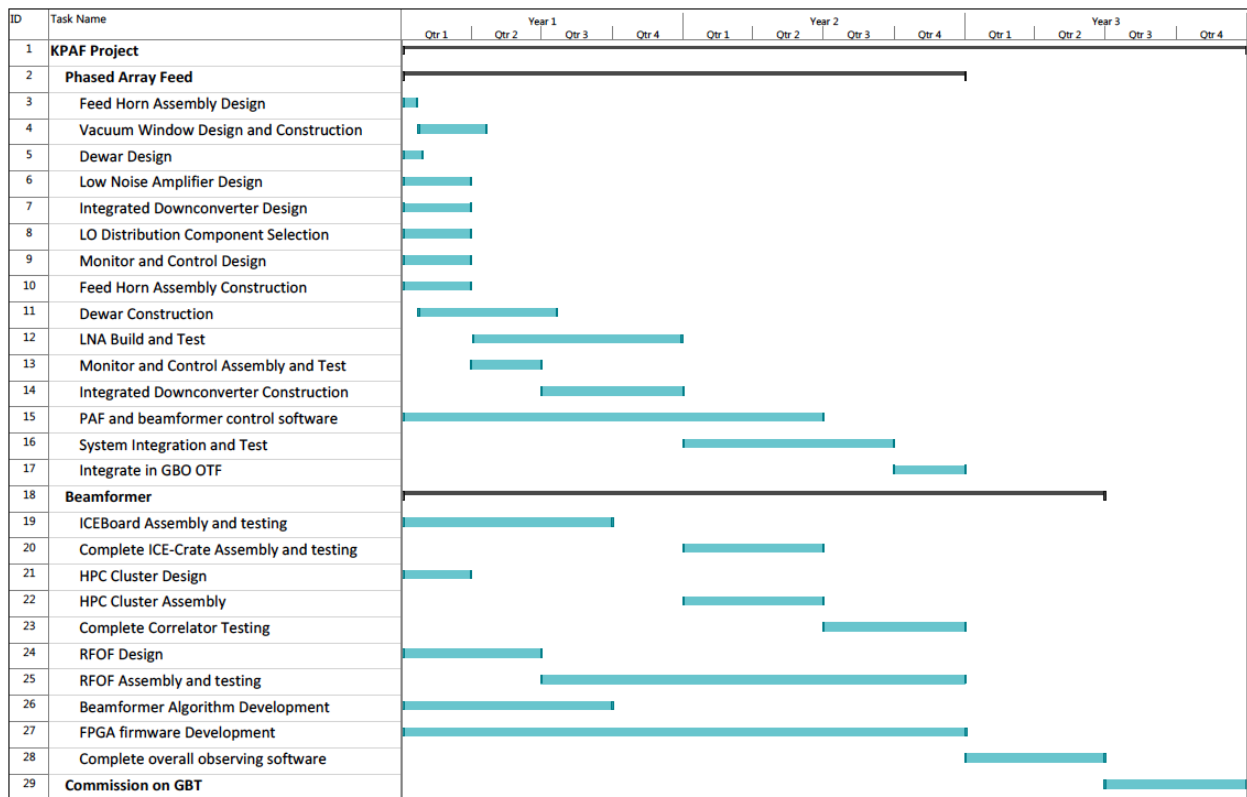 ID Task Name Year 1 Year 2 Year 3
Qtr 1 Qtr 2 Qtr 3 Qtr 4 Qtr 1 Qtr 2 Qtr 3 Qtr 4 Qtr 1 Qtr 2 Qtr 3 Qtr 4
1 KPAF Project
2 Phased Array Feed
3 Feed Horn Assembly Design
4 Vacuum Window Design and Construction
5 Dewar Design
6 Low Noise Amplifier Design
7 Integrated Downconverter Design
8 LO Distribution Component Selection
9 Monitor and Control Design
10 Feed Horn Assembly Construction
11 Dewar Construction
12 LNA Build and Test
13 Monitor and Control Assembly and Test
14 Integrated Downconverter Construction
15 PAF and beamformer control software
16 System Integration and Test
17 Integrate in GBO OTF
18 Beamformer
19 ICEBoard Assembly and testing
20 Complete ICE-Crate Assembly and testing
21 HPC Cluster Design
22 HPC Cluster Assembly
23 Complete Correlator Testing
24 RFOF Design
25 RFOF Assembly and testing
26 Beamformer Algorithm Development
27 FPGA firmware Development
28 Complete overall observing software
29 Commission on GBT